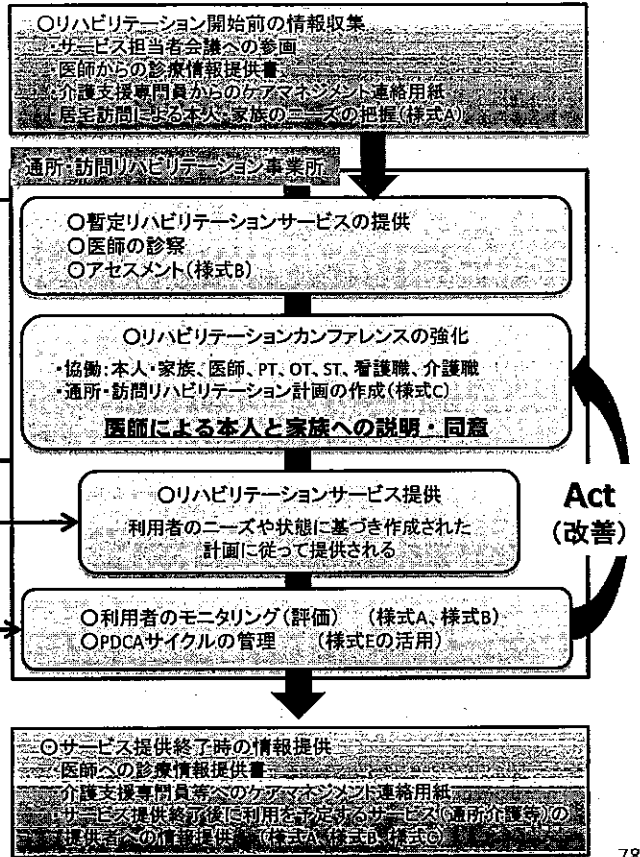 ○リハビリテーション開始前の情報収集
・サービス担当者会議への参画
・医師からの診療情報提供書
・介護支援専門員からのケアマネジメント連絡用紙
・居宅訪問による本人・家族のニーズの把握(様式A)
通所・訪問リハビリテーション事業所
○暫定リハビリテーションサービスの提供
○医師の診察
○アセスメント(様式B)
○リハビリテーションカンファレンスの強化
・協働:本人・家族、医師、PT、OT、ST、看護職、介護職
・通所・訪問リハビリテーション計画の作成(様式C)
医師による本人と家族への説明・同意
○リハビリテーションサービス提供
利用者のニーズや状態に基づき作成された
計画に従って提供される
Act
(改善)
○利用者のモニタリング(評価) (様式A、様式B)
○PDCAサイクルの管理 (様式Eの活用)
○サービス提供終了時の情報提供
・医師への診療情報提供書
・介護支援専門員等へのケアマネジメント連絡用紙
・サービス提供終了後に利用を予定するサービス(通所介護等)の
提供者への情報提供 (様式A、様式B、様式C)
78